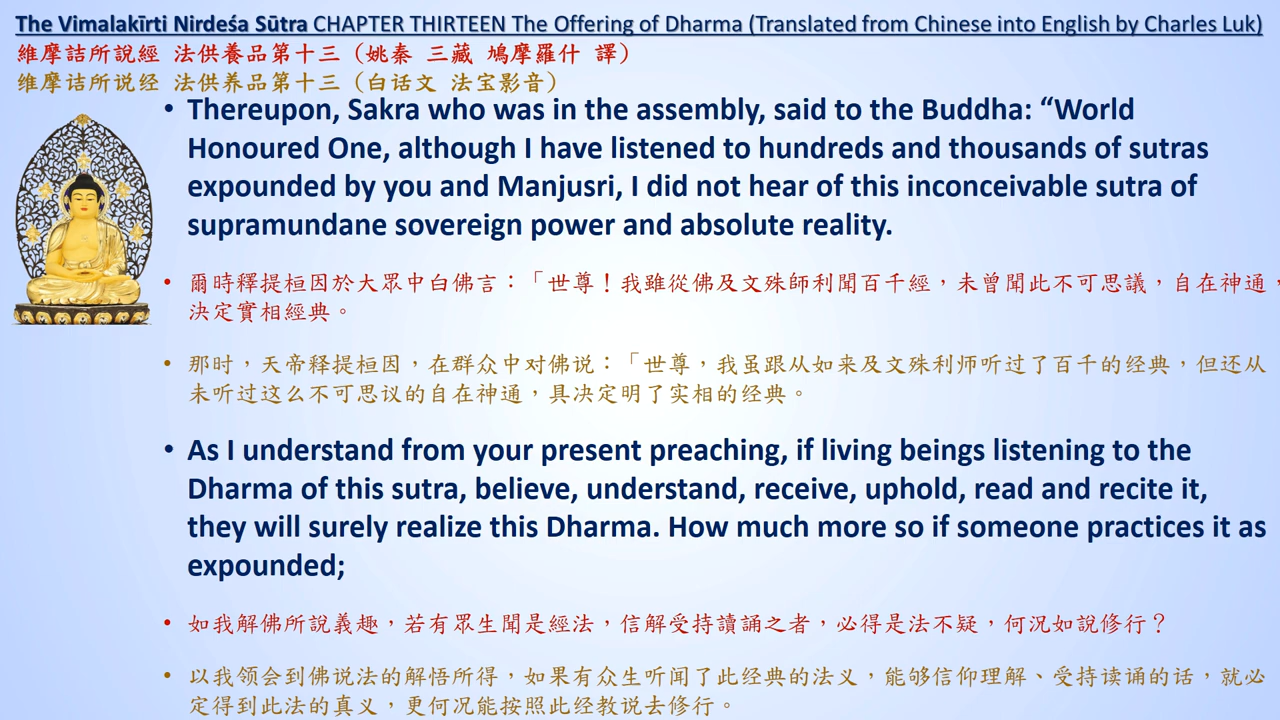 The Vimalakīrti Nirdeśa Sūtra CHAPTER THIRTEEN The Offering of Dharma (Translated from Chinese into English by Charles Luk)
維摩詰所說經 法供養品第十三（姚秦 三藏 鳩摩羅什 譯）
维摩诘所说经 法供养品第十三（白话文 法宝影音）
• Thereupon, Sakra who was in the assembly, said to the Buddha: “World
Honoured One, although I have listened to hundreds and thousands of sutras
expounded by you and Manjusri, I did not hear of this inconceivable sutra of
supramundane sovereign power and absolute reality.
• 爾時釋提桓因於大眾中白佛言：「世尊！我雖從佛及文殊師利聞百千經，未曾聞此不可思議，自在神通，
決定實相經典。
• 那时，天帝释提桓因，在群众中对佛说：「世尊，我虽跟从如来及文殊利师听过了百千的经典，但还从
未听过这么不可思议的自在神通，具决定明了实相的经典。
• As I understand from your present preaching, if living beings listening to the
Dharma of this sutra, believe, understand, receive, uphold, read and recite it,
they will surely realize this Dharma. How much more so if someone practices it as
expounded;
• 如我解佛所說義趣，若有眾生聞是經法，信解受持讀誦之者，必得是法不疑，何況如說修行？
• 以我领会到佛说法的解悟所得，如果有众生听闻了此经典的法义，能够信仰理解、受持读诵的话，就必
定得到此法的真义，更何况能按照此经教说去修行。